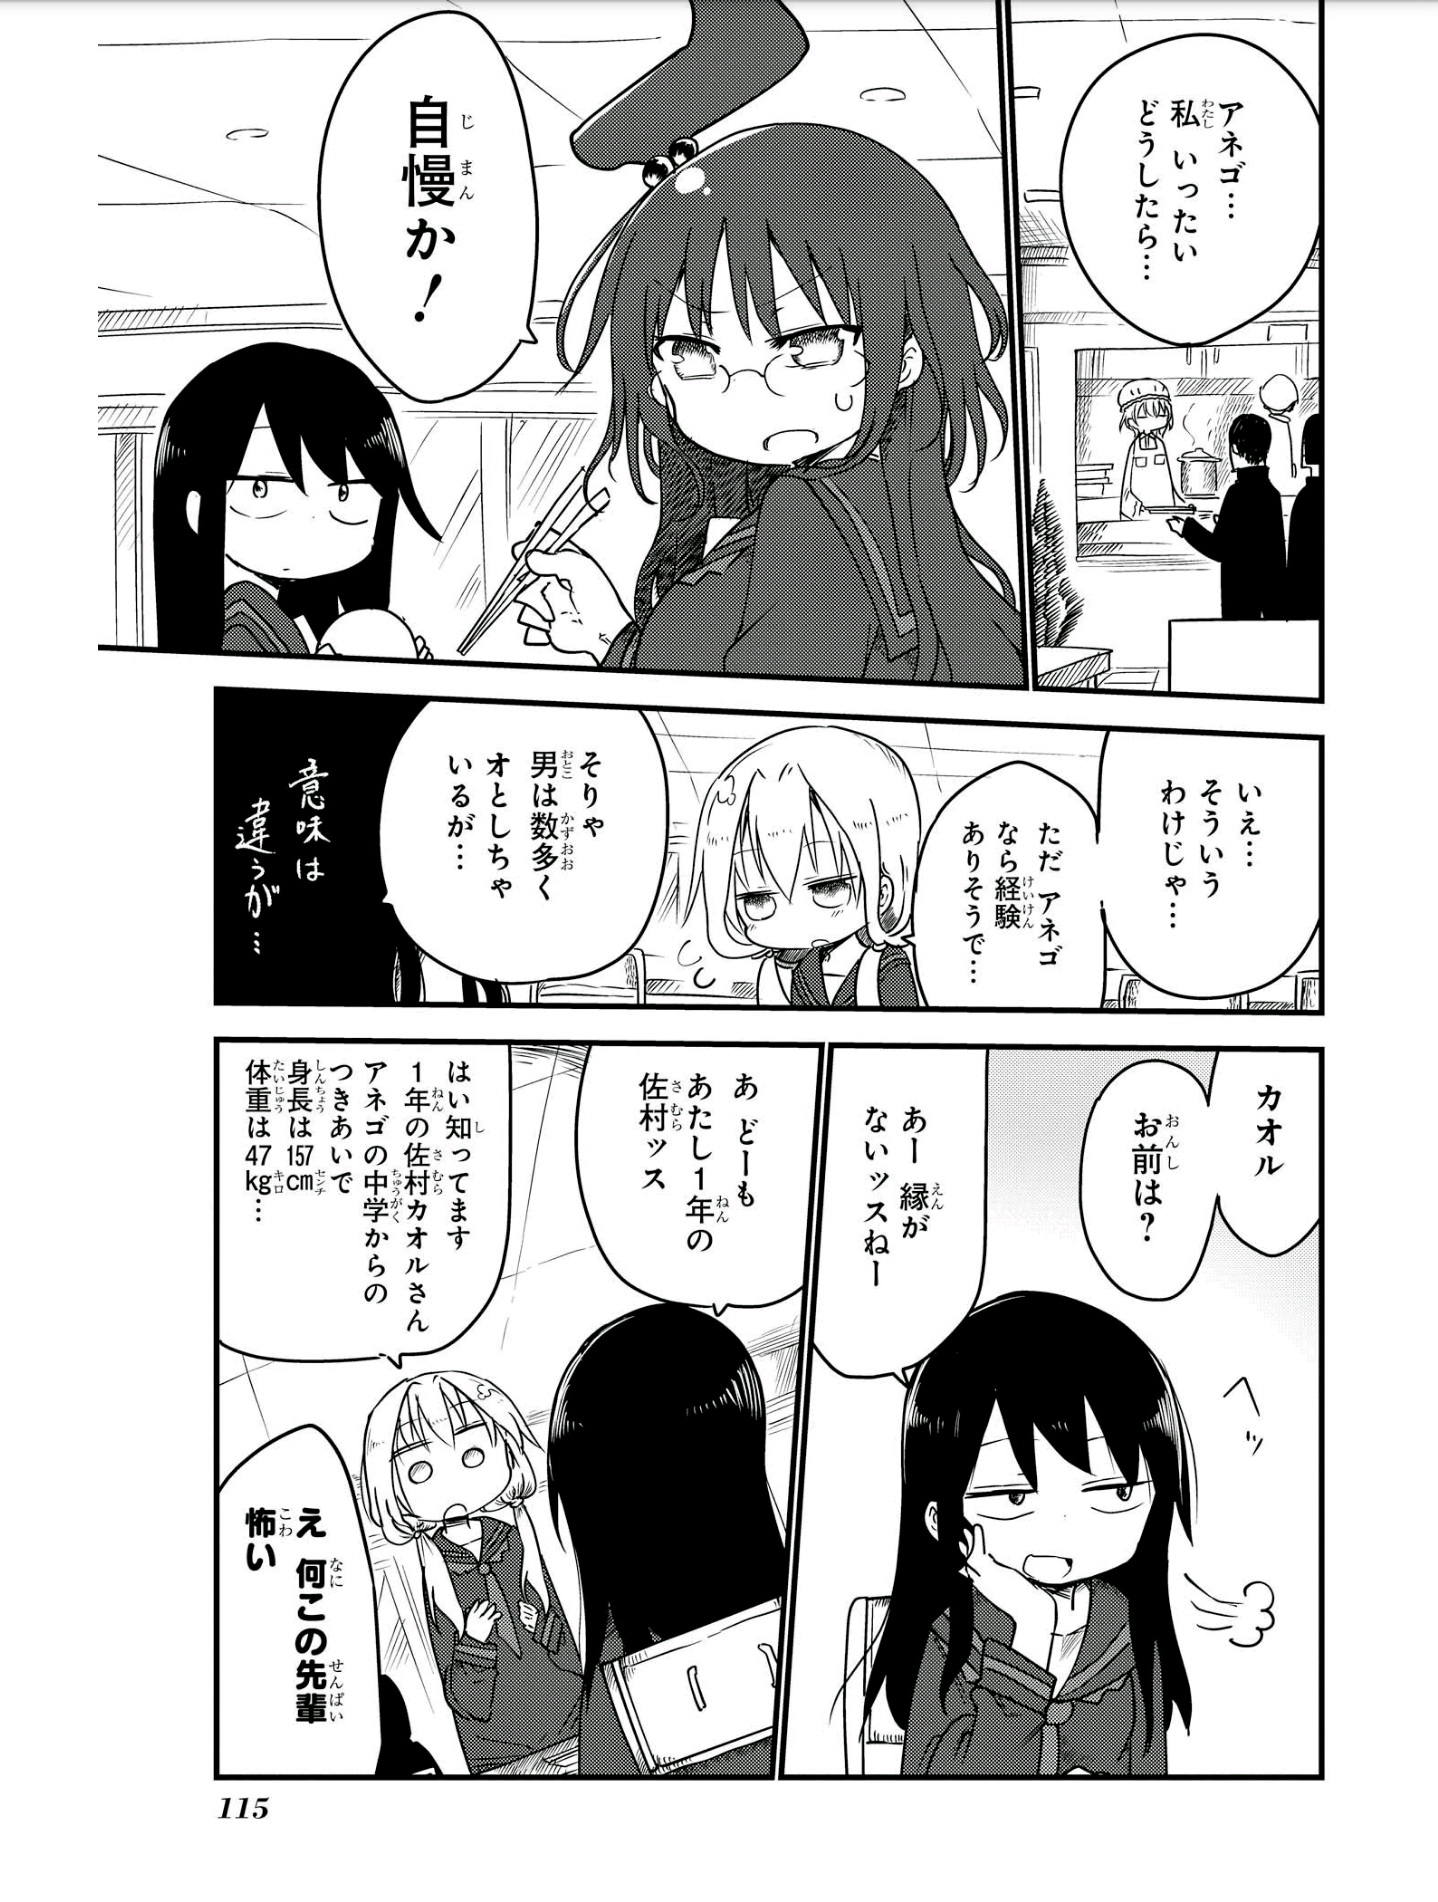 アネゴ…
私 いったい
どうしたら…
自慢か!
いえ…
そういう
わけじゃ…
ただ アネゴ
なら経験
ありそうで…
そりゃ
男は数多く
オとしちゃ
いるが…
意味は
違うが…
カオル
お前は?
ヘッ
あー 縁が
ないッスねー
あ どーも
あたし1年の
佐村ッス
はい知ってます
1年の佐村カオルさん
アネゴの中学からの
つきあいで
身長は157cm
体重は47kg…
え 何この先輩
怖い
115